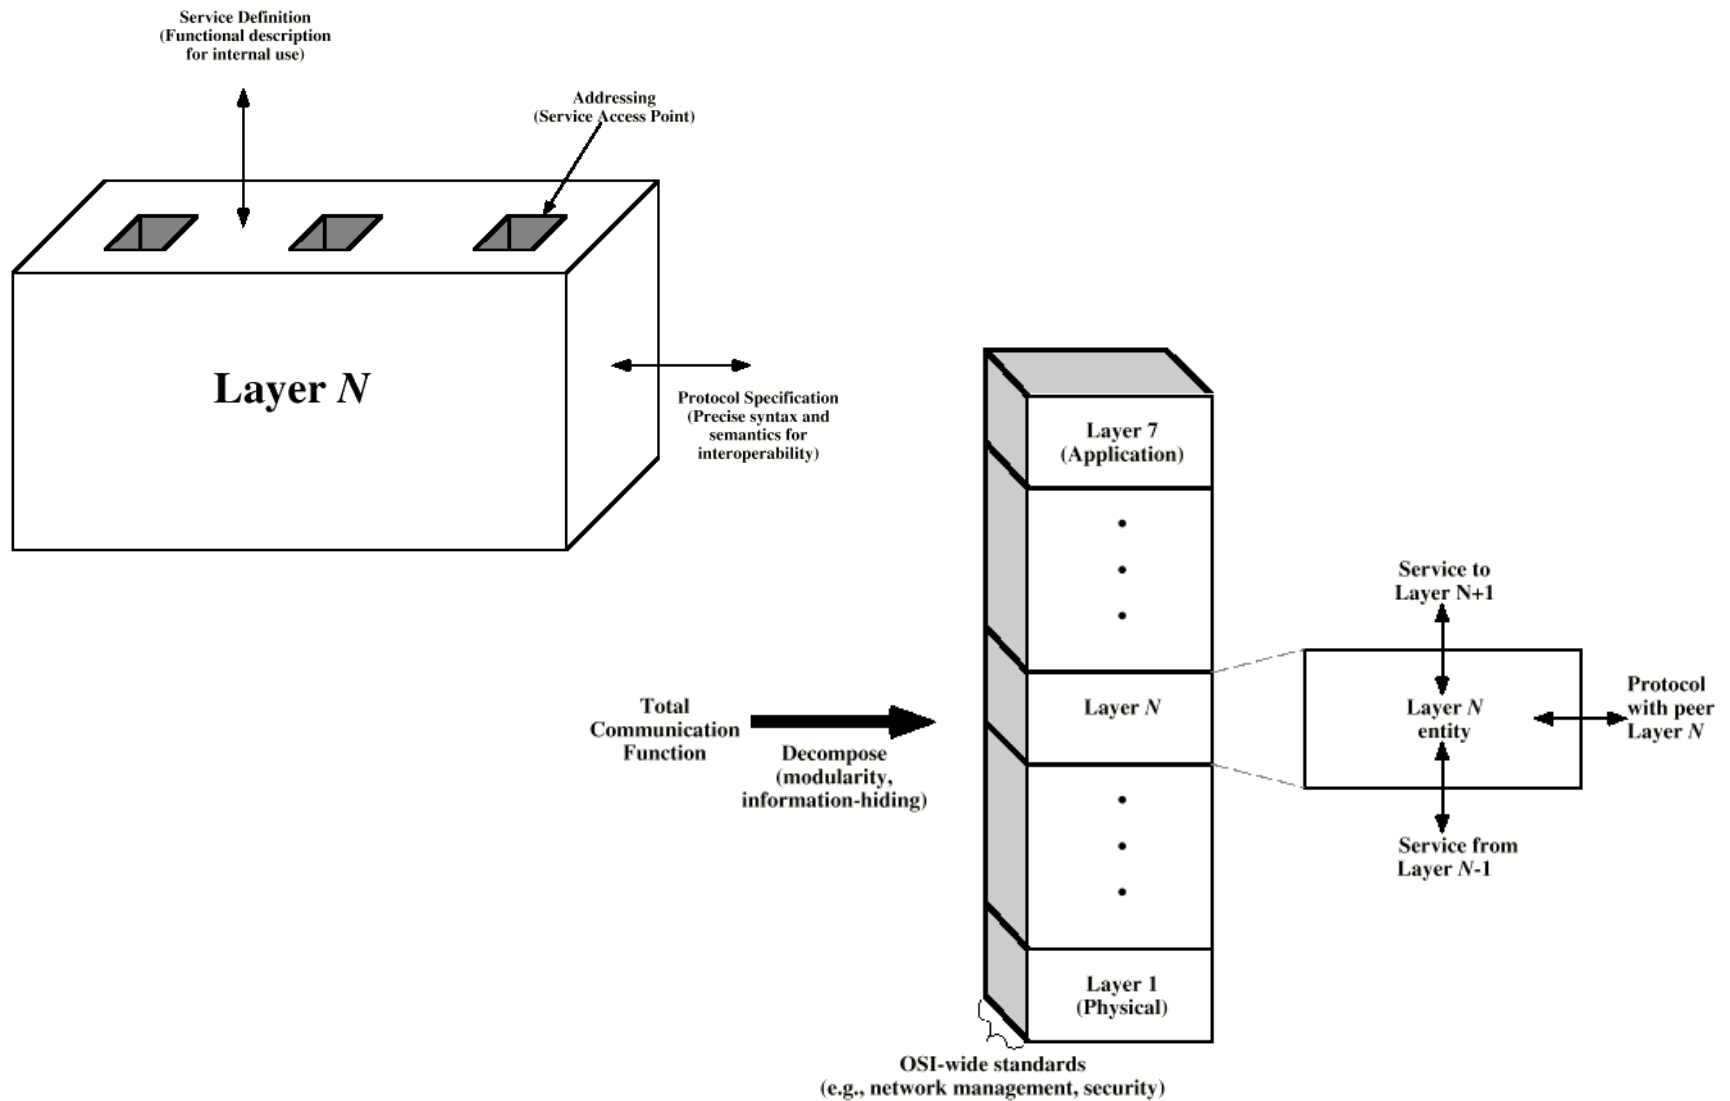 Service Definition
(Functional description
for internal use)
Addressing
(Service Access Point)
Layer N
Protocol Specification
(Precise syntax and
semantics for
interoperability)
Layer 7
(Application)
Total
Communication
Function
Decompose
(modularity,
information-hiding)
Layer N
Service to
Layer N+1
Layer N
entity
Protocol
with peer
Layer N
Service from
Layer N-1
Layer 1
(Physical)
OSI-wide standards
(e.g., network management, security)